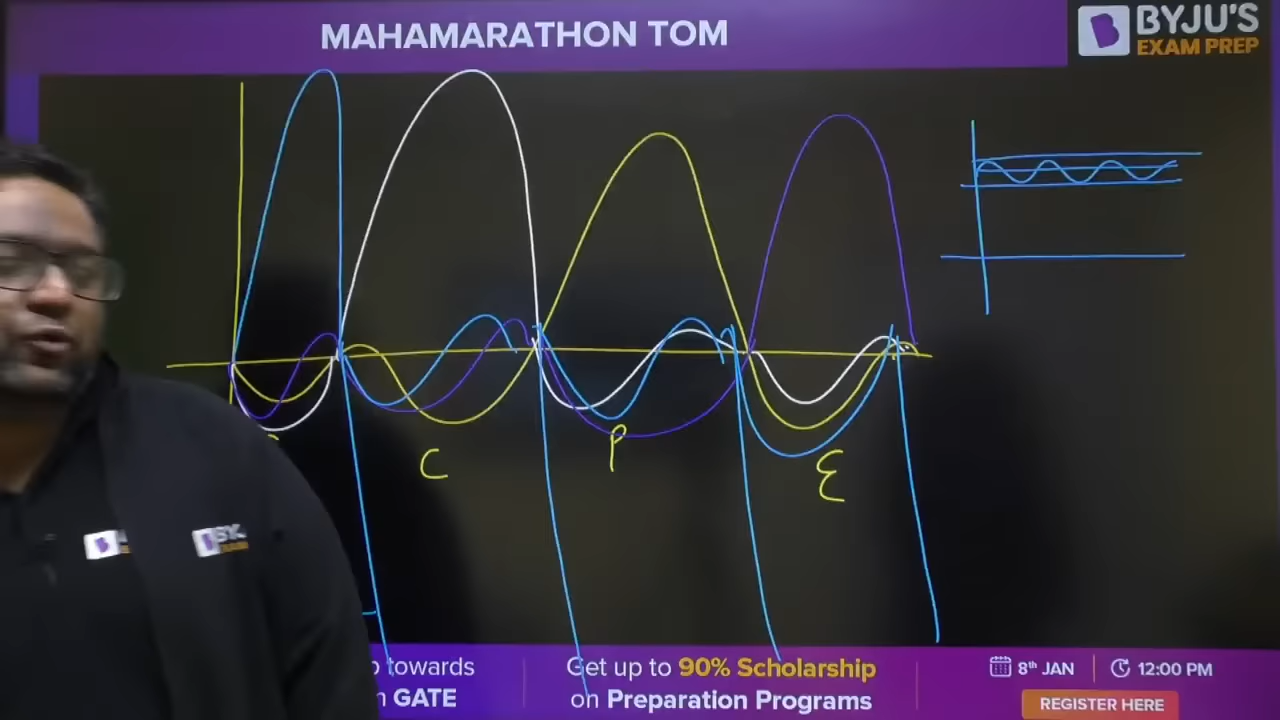 MAHAMARATHON TOM
BYJU'S
EXAM PREP
C
P
E
towards
GATE
Get up to 90% Scholarship
on Preparation Programs
8th JAN
12:00 PM
REGISTER HERE